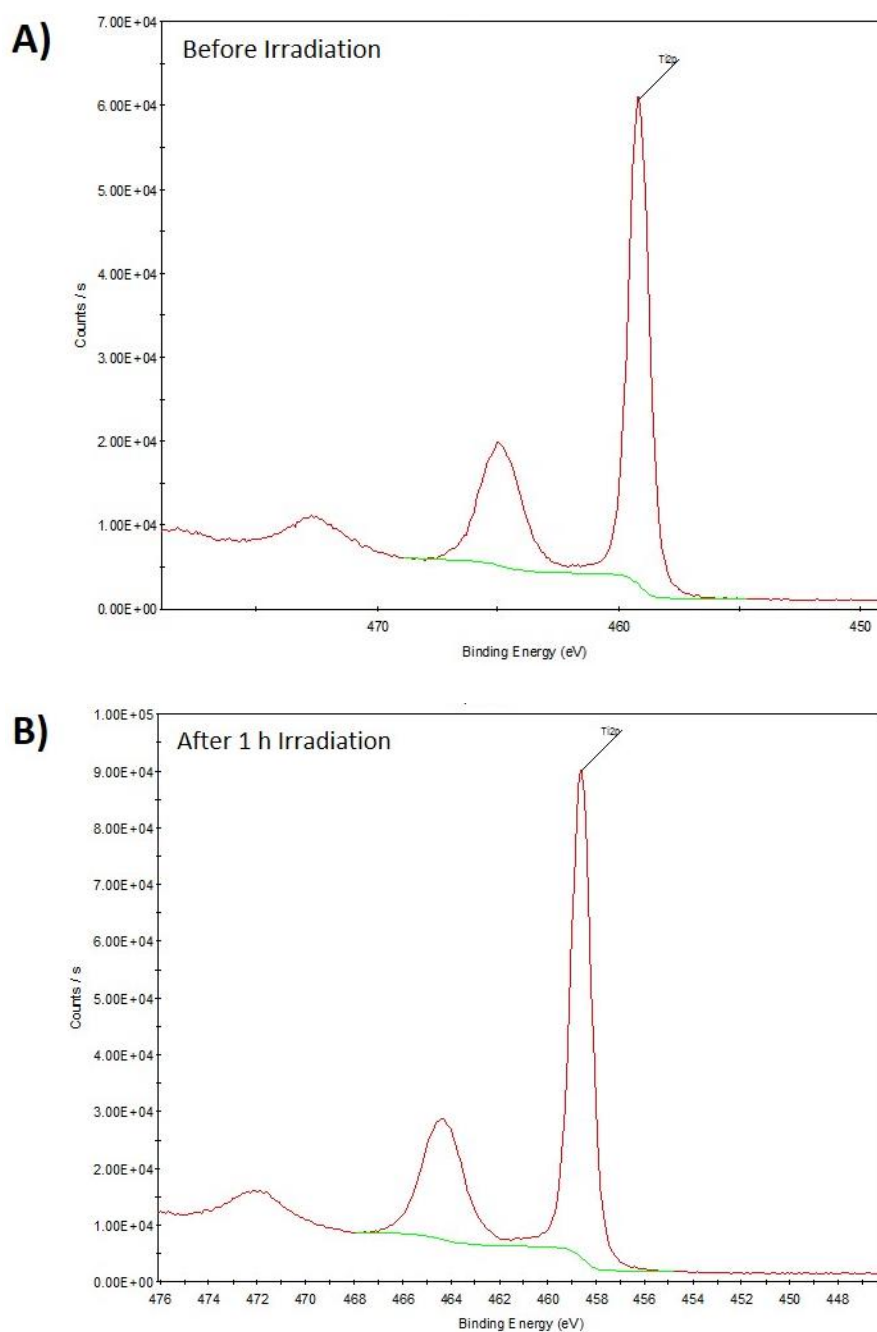 A)
Before Irradiation
Ti2p
7.00E+04
6.00E+04
5.00E+04
4.00E+04
3.00E+04
2.00E+04
1.00E+04
0.00E+00
Counts / s
470
460
450
Binding Energy (eV)
B)
After 1 h Irradiation
Ti2p
1.00E+05
9.00E+04
8.00E+04
7.00E+04
6.00E+04
5.00E+04
4.00E+04
3.00E+04
2.00E+04
1.00E+04
0.00E+00
Counts / s
476 474 472 470 468 466 464 462 460 458 456 454 452 450 448
Binding Energy (eV)